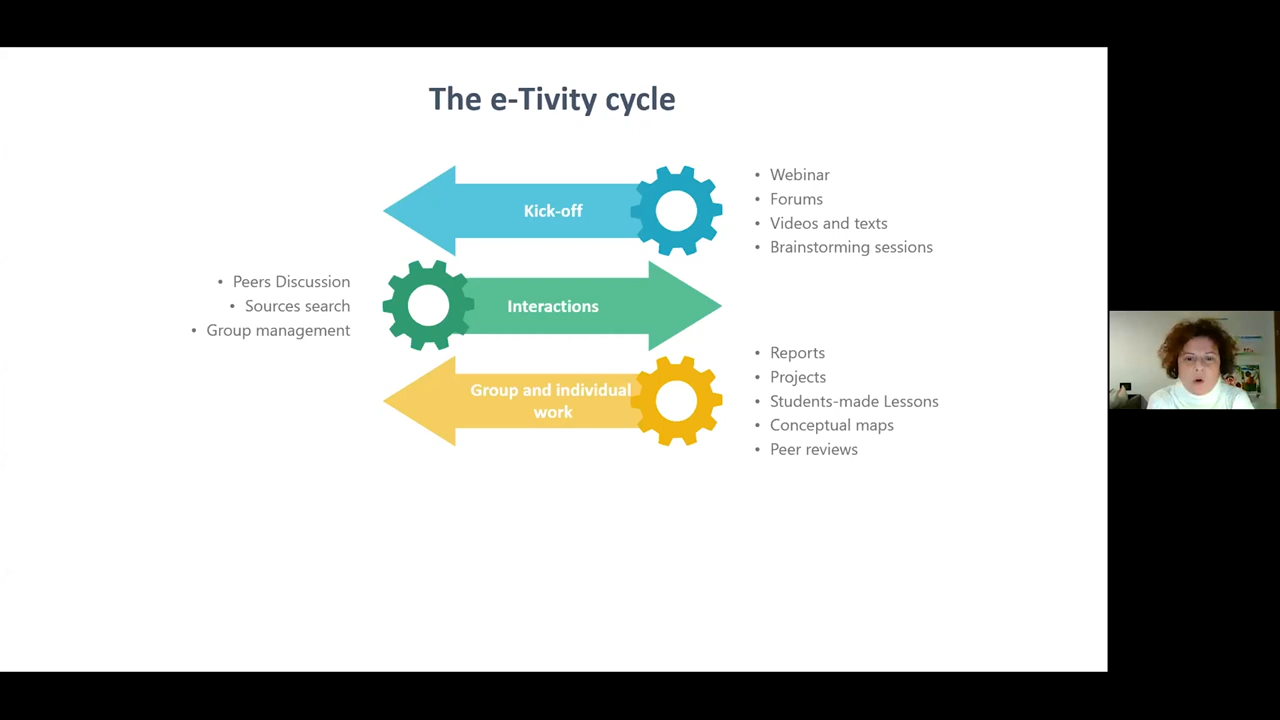 The e-Tivity cycle
Kick-off
• Webinar
• Forums
• Videos and texts
• Brainstorming sessions
• Peers Discussion
• Sources search
• Group management
Interactions
Group and individual
work
• Reports
• Projects
• Students-made Lessons
• Conceptual maps
• Peer reviews